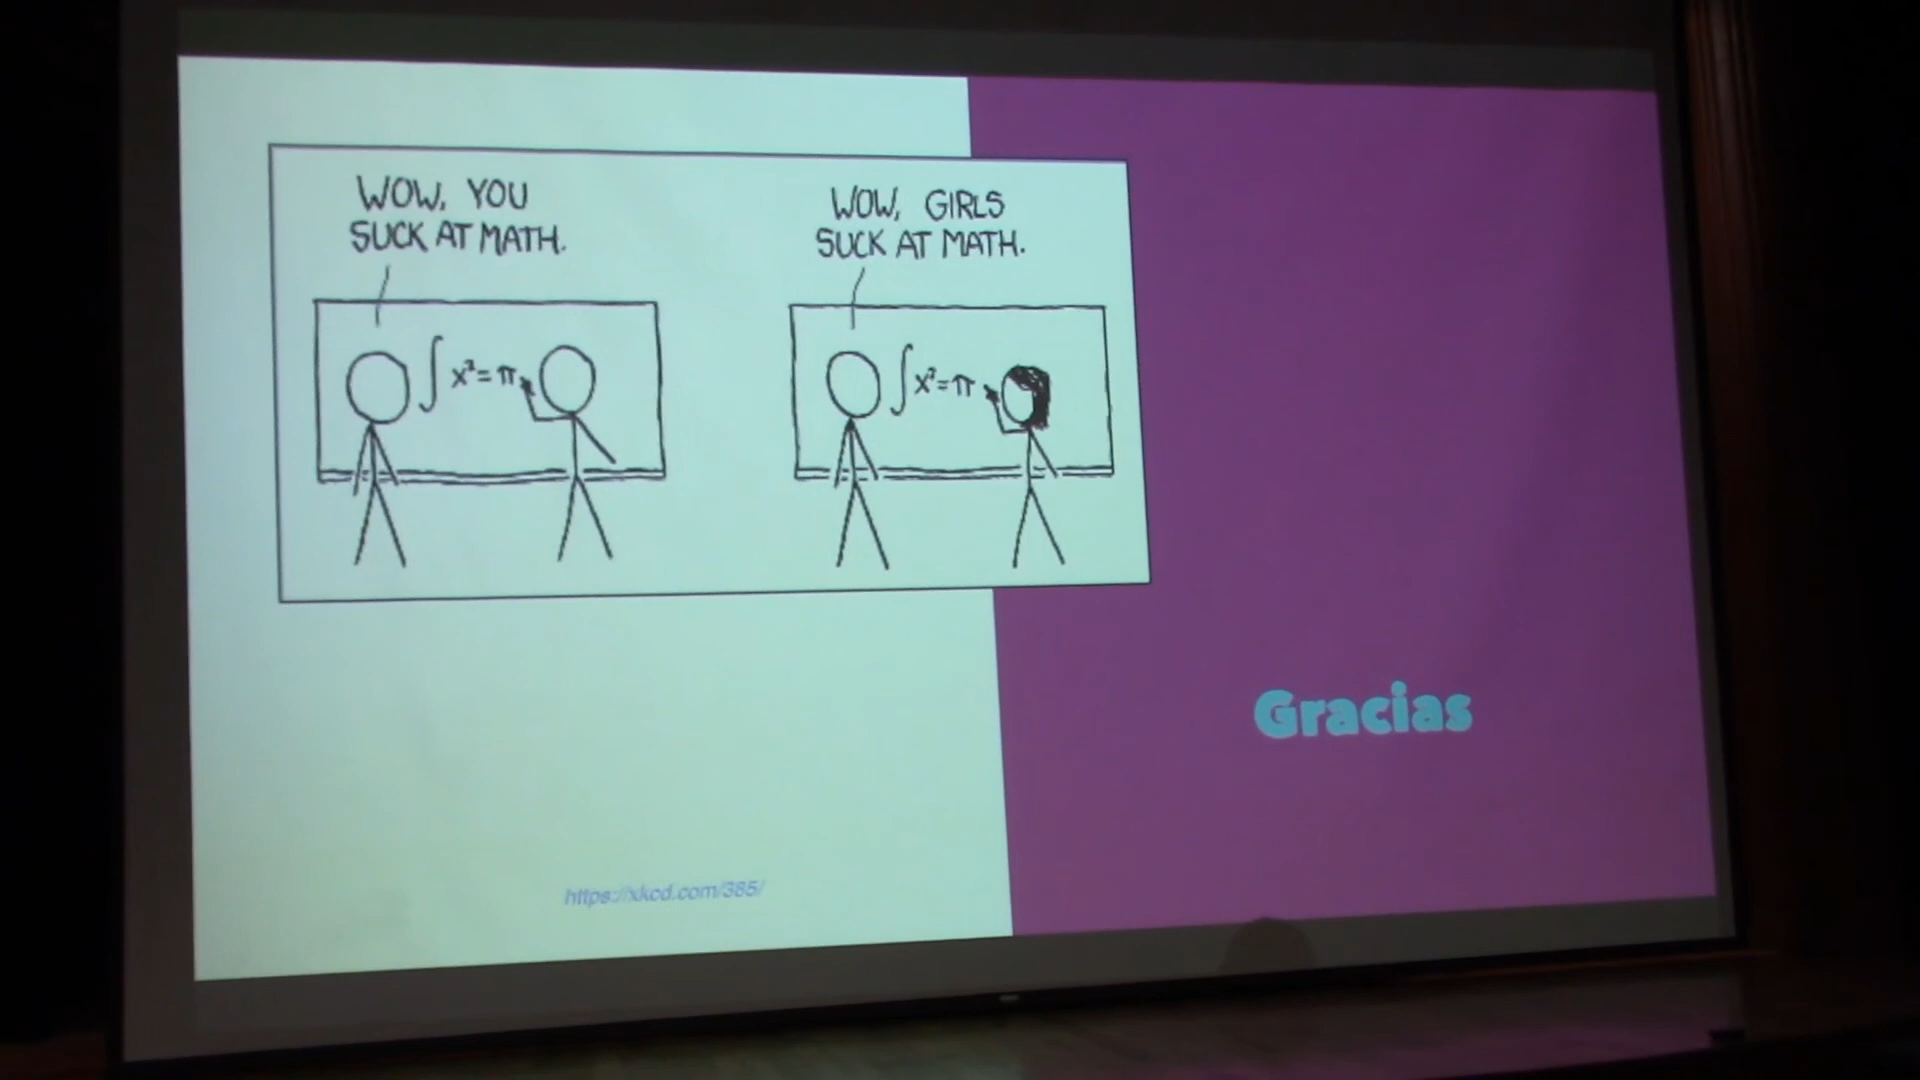 WOW, YOU
SUCK AT MATH.
∫x²=π
WOW, GIRLS
SUCK AT MATH.
∫x²=π
Gracias
https://xkcd.com/385/